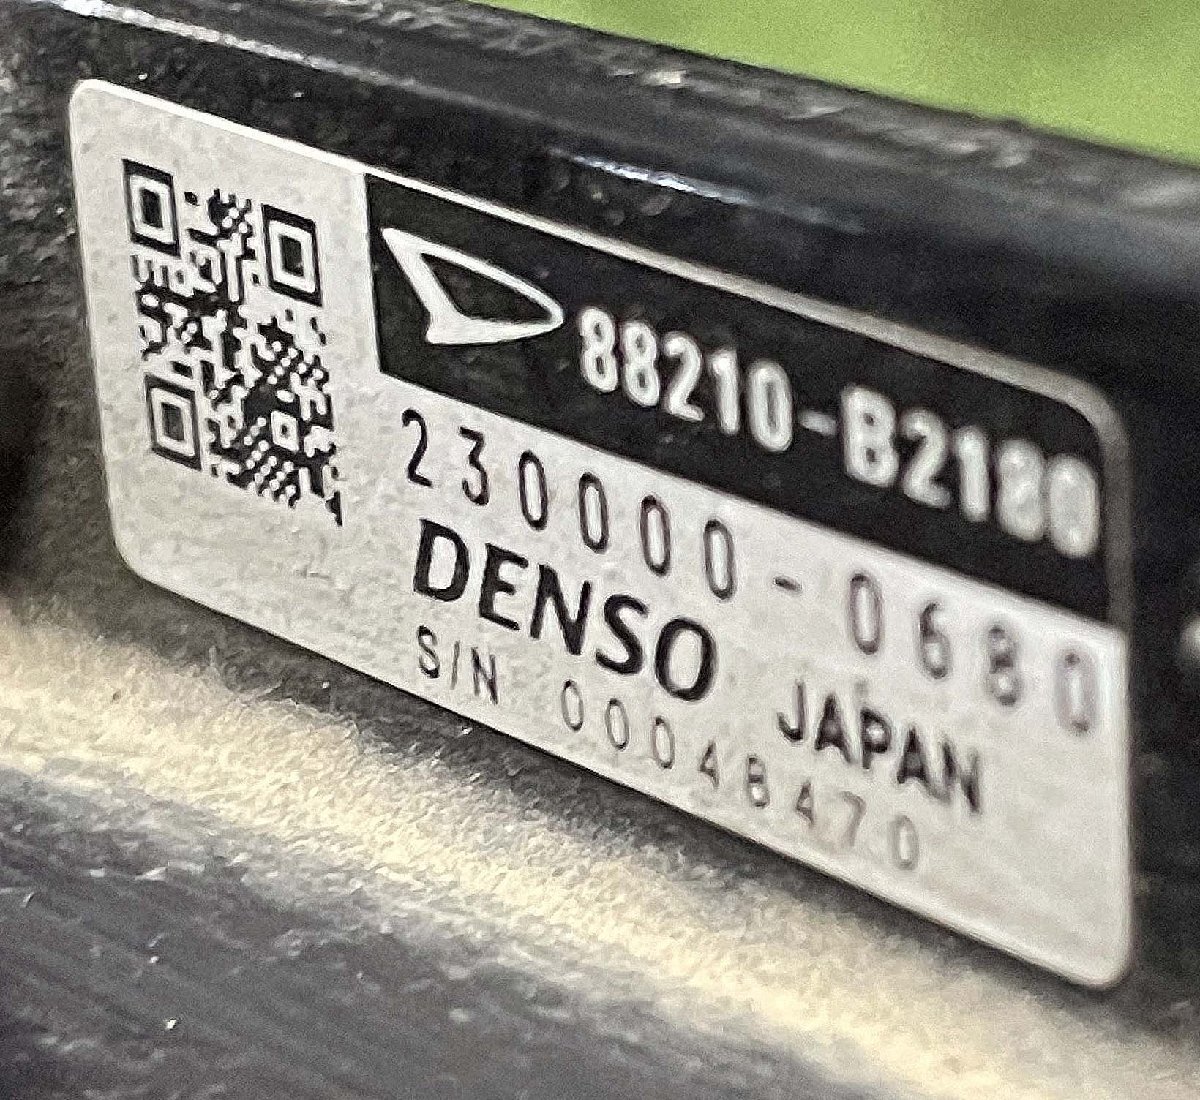 88210-B2180
230000-0680
DENSO JAPAN
S/N 00048470